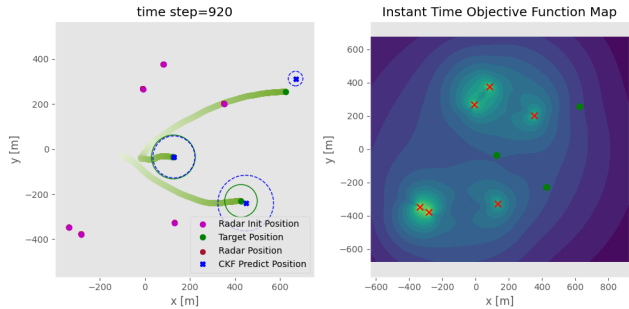 time step=920
Instant Time Objective Function Map
y [m]
400
200
0
−200
−400
−200
0
200
400
600
x [m]
Radar Init Position
Target Position
Radar Position
CKF Predict Position
y [m]
600
400
200
0
−200
−400
−600
−600
−400
−200
0
200
400
600
800
x [m]